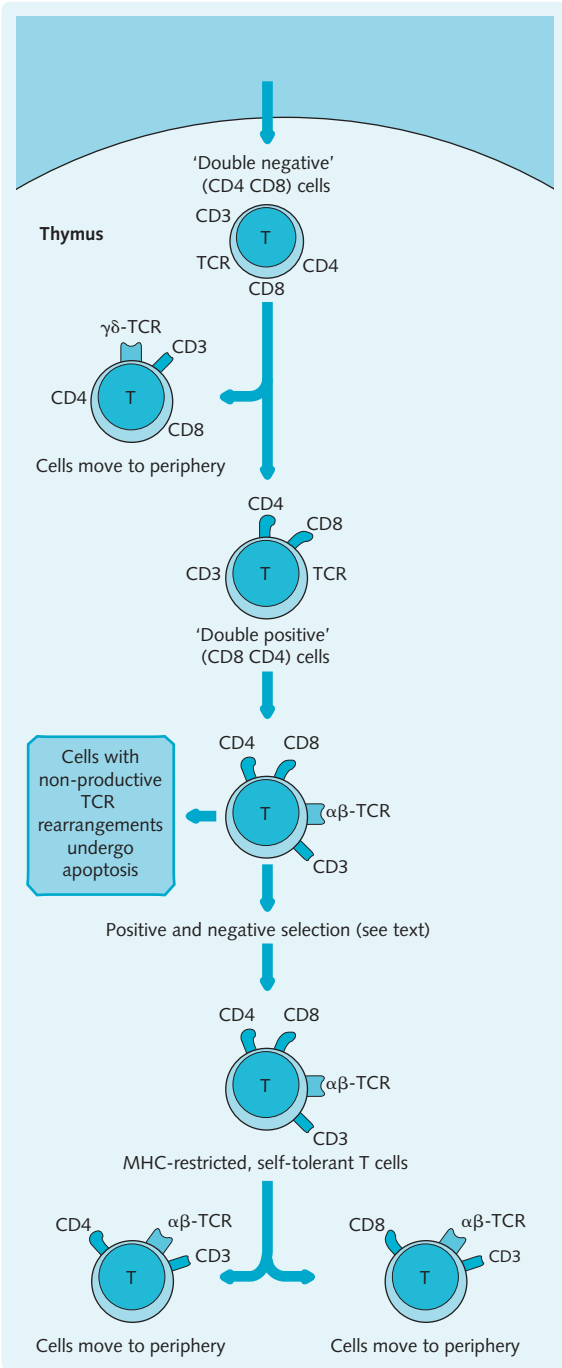 'Double negative'
(CD4 CD8) cells
Thymus
CD3
T
TCR
CD4
CD8
γδ-TCR
CD3
CD4
T
CD8
Cells move to periphery
CD4
CD8
CD3
T
TCR
'Double positive'
(CD8 CD4) cells
CD4
CD8
Cells with
non-productive
TCR
rearrangements
undergo
apoptosis
T
αβ-TCR
CD3
Positive and negative selection (see text)
CD4
CD8
T
αβ-TCR
CD3
MHC-restricted, self-tolerant T cells
CD4
αβ-TCR
CD3
T
Cells move to periphery
CD8
αβ-TCR
CD3
T
Cells move to periphery